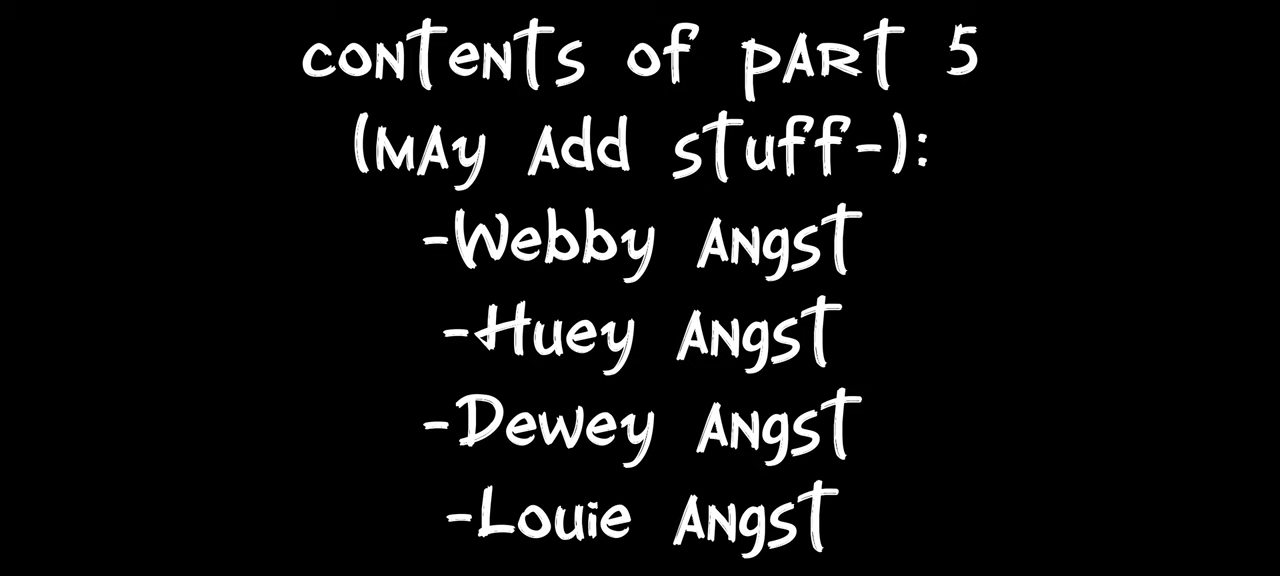 contents of part 5
(may add stuff-):
-Webby Angst
-Huey Angst
-Dewey Angst
-Louie Angst